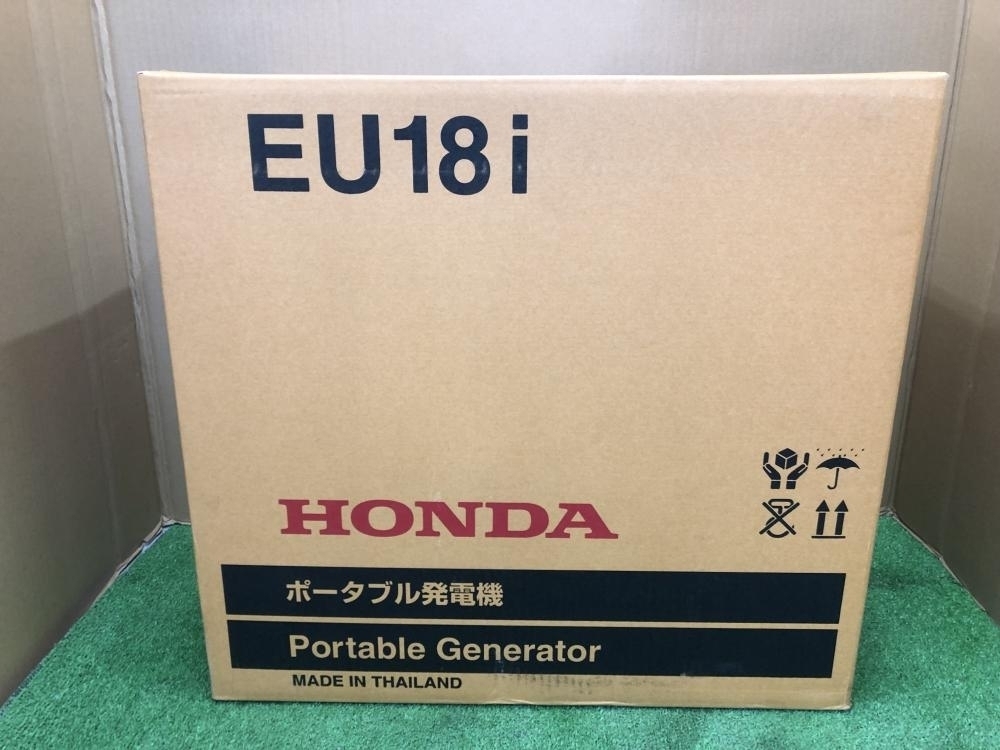 EU18i
HONDA
ポータブル発電機
Portable Generator
MADE IN THAILAND